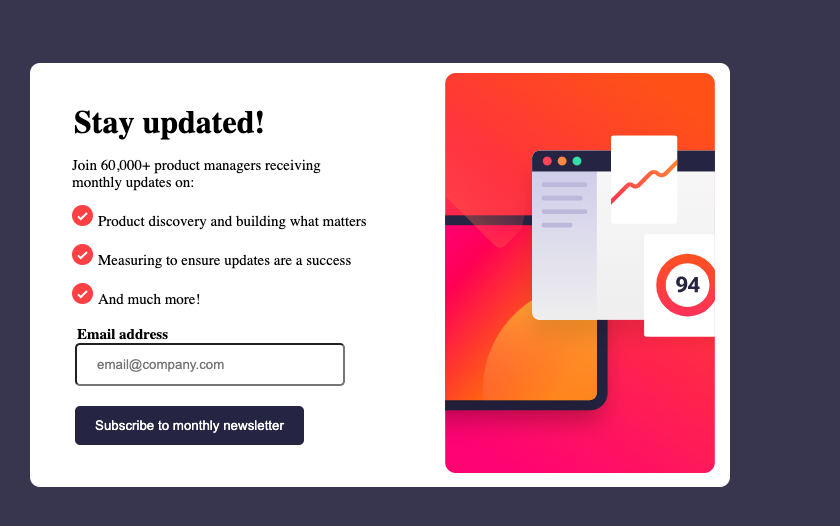 Stay updated!
Join 60,000+ product managers receiving
monthly updates on:
Product discovery and building what matters
Measuring to ensure updates are a success
And much more!
Email address
email@company.com
Subscribe to monthly newsletter
94